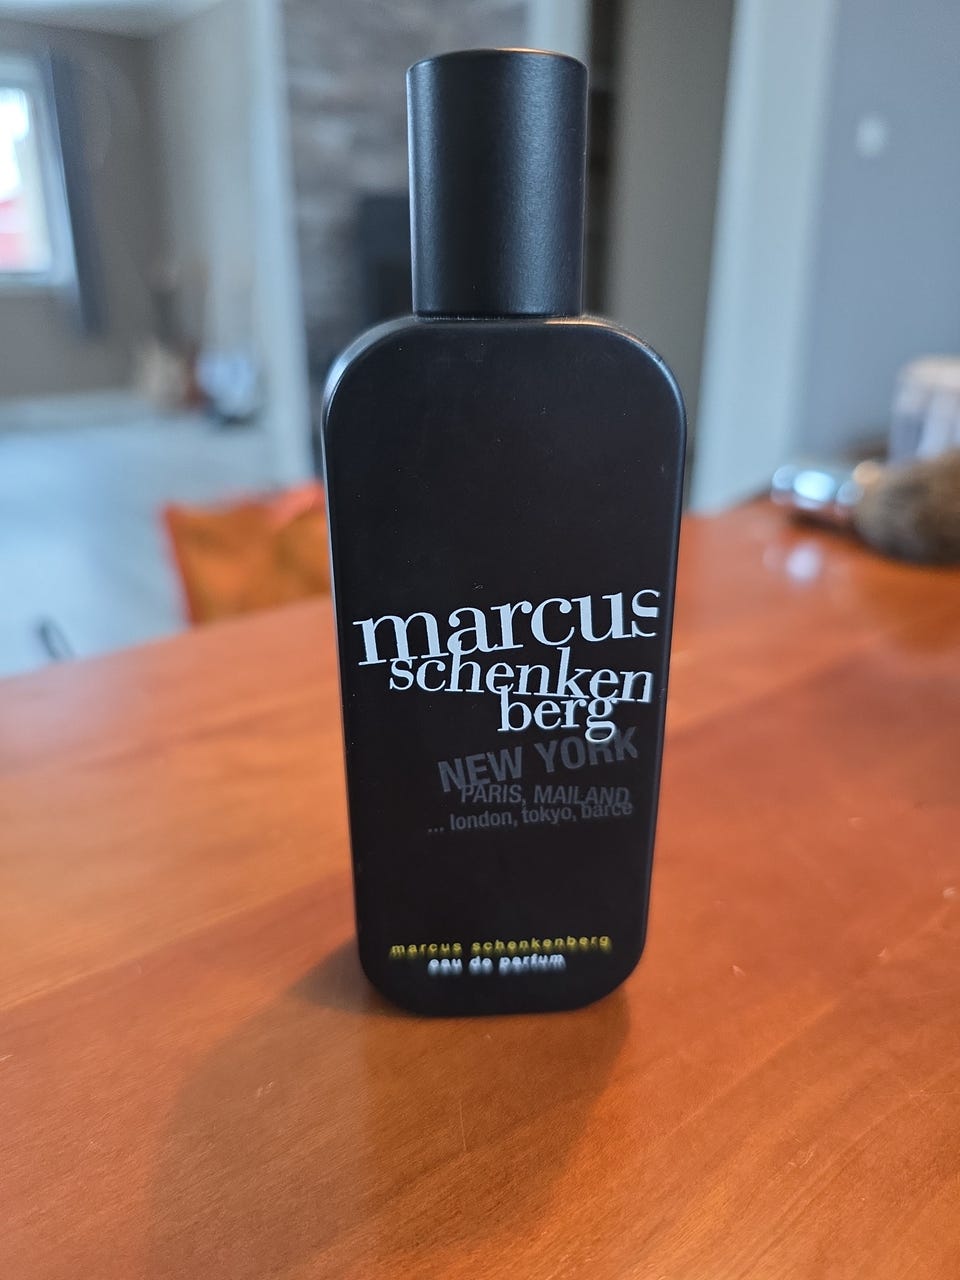 marcus
schenken
berg
NEW YORK
PARIS, MAILAND
... london, tokyo, barce
marcus schenkenberg
eau de parfum